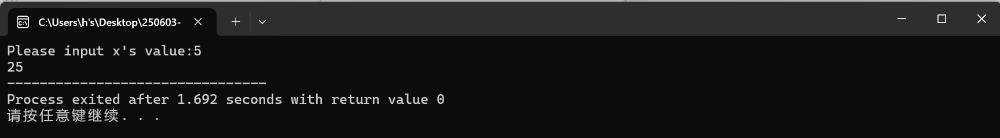 C:\Users\h's\Desktop\250603-
Please input x's value:5
25
--------------------------------
Process exited after 1.692 seconds with return value 0
请按任意键继续. . .